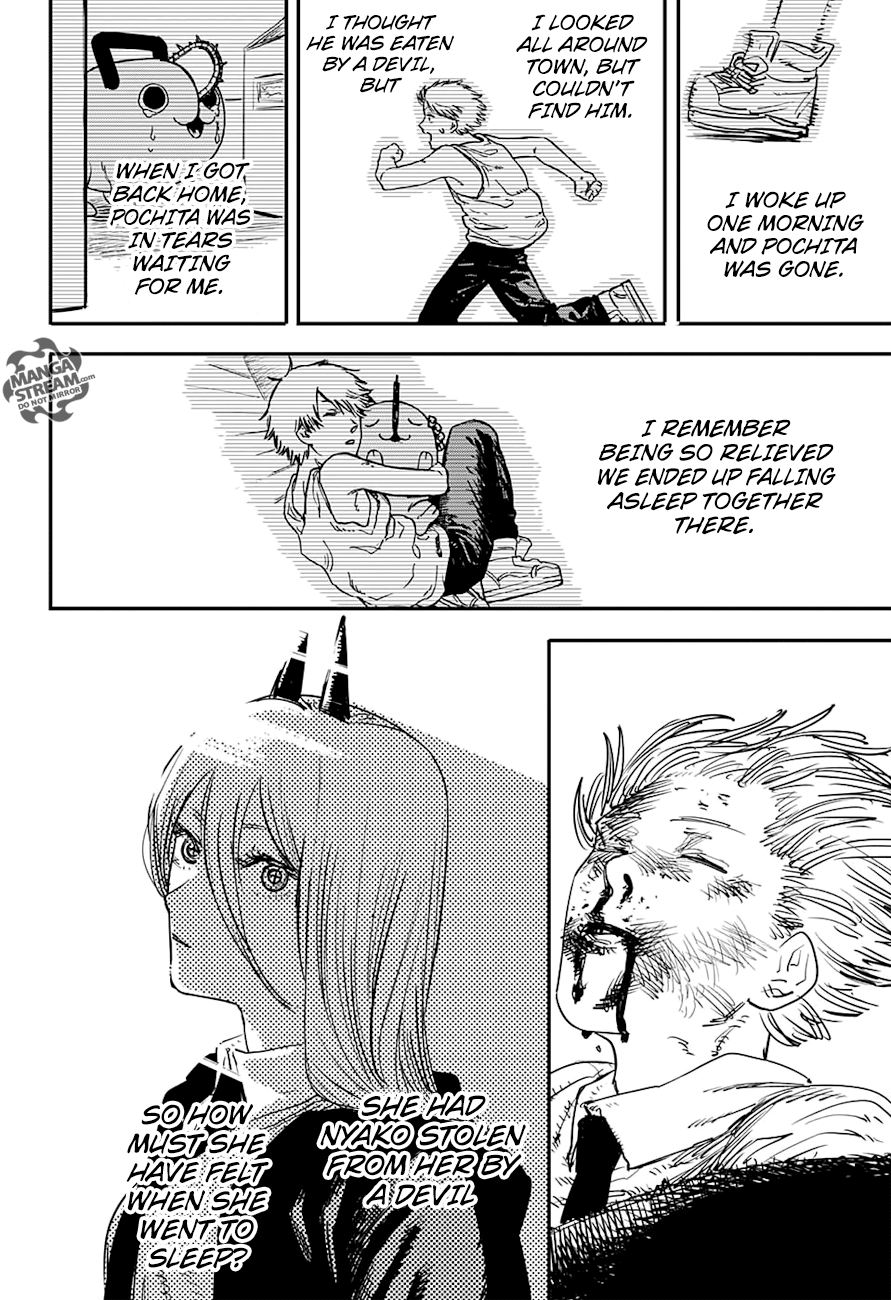 I WOKE UP
ONE MORNING
AND POCHITA
WAS GONE.
I LOOKED
ALL AROUND
TOWN, BUT
COULDN'T
FIND HIM.
I THOUGHT
HE WAS EATEN
BY A DEVIL,
BUT
WHEN I GOT
BACK HOME,
POCHITA WAS
IN TEARS
WAITING
FOR ME.
MANGA
STREAM.com
DO NOT MIRROR
I REMEMBER
BEING SO RELIEVED
WE ENDED UP FALLING
ASLEEP TOGETHER
THERE.
SHE HAD
NYAKO STOLEN
FROM HER BY
A DEVIL
SO HOW
MUST SHE
HAVE FELT
WHEN SHE
WENT TO
SLEEP?